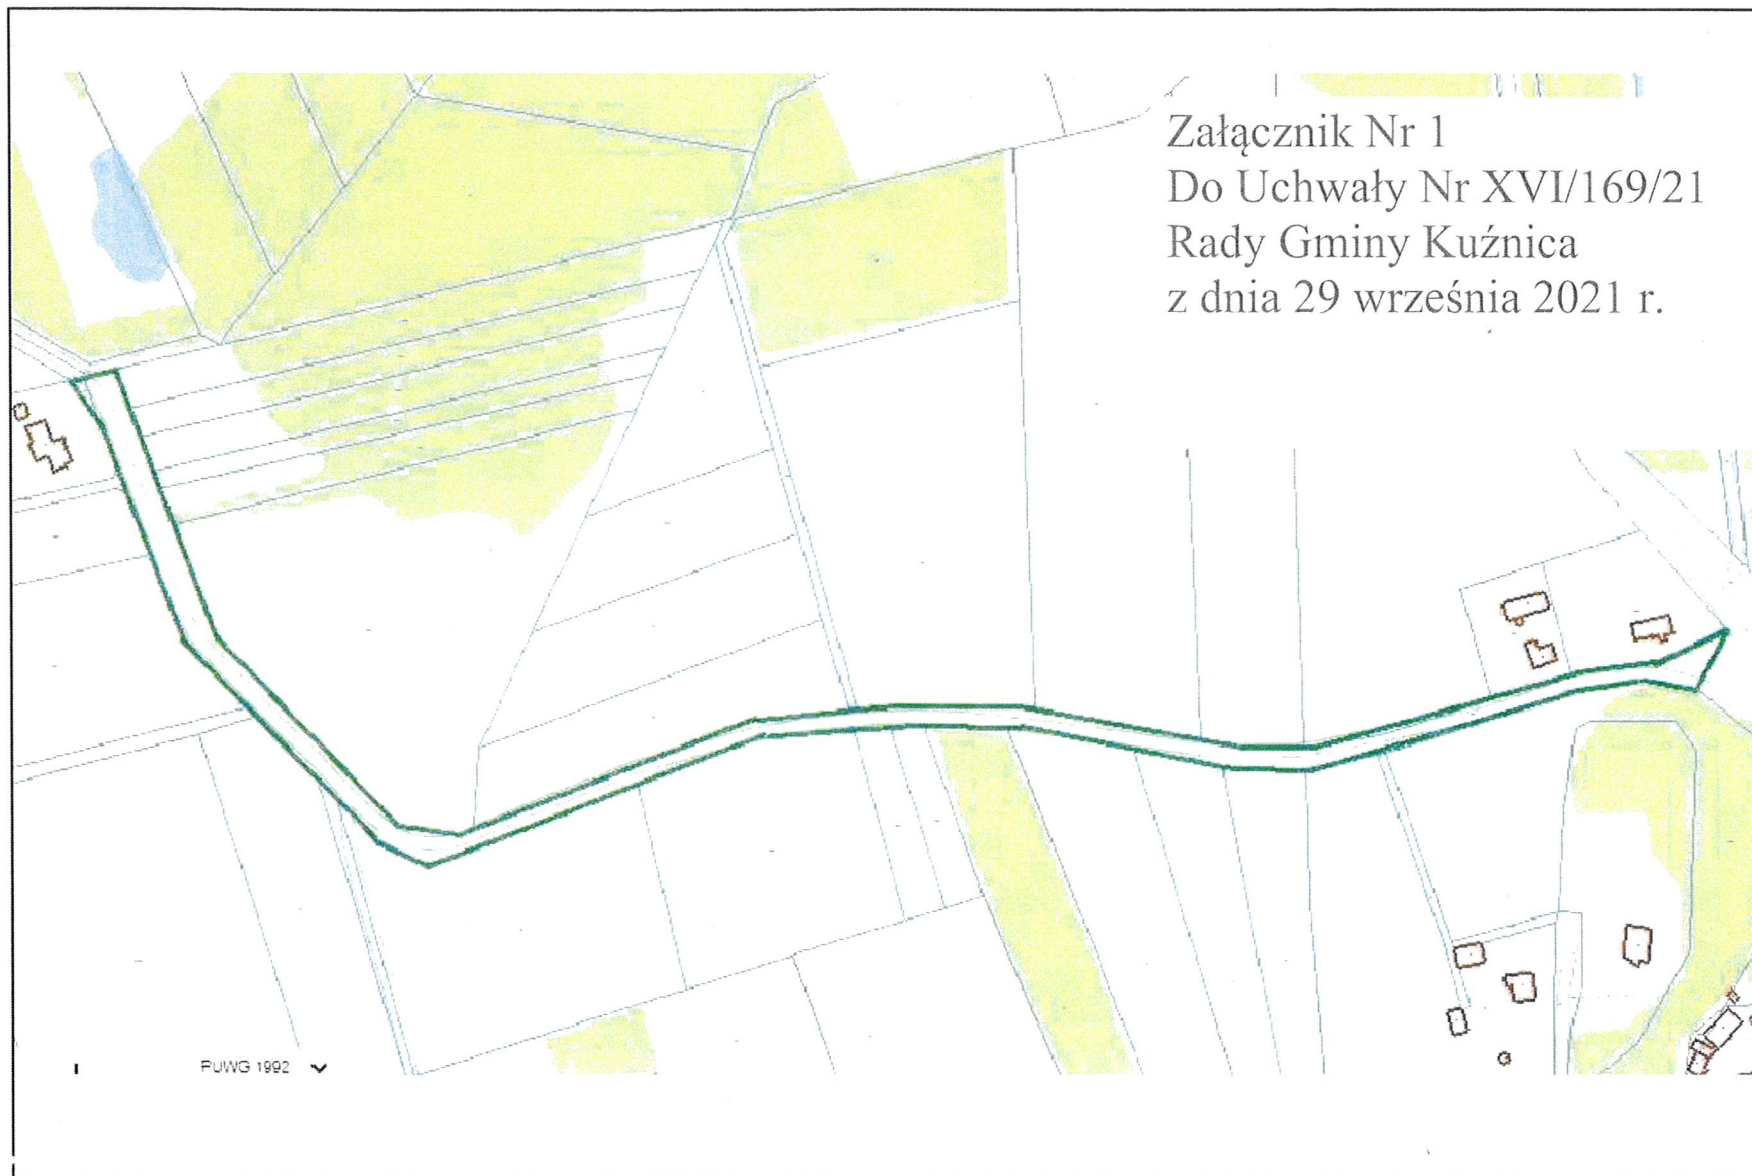 Załącznik Nr 1
Do Uchwały Nr XVI/169/21
Rady Gminy Kuźnica
z dnia 29 września 2021 r.
PUWG 1992